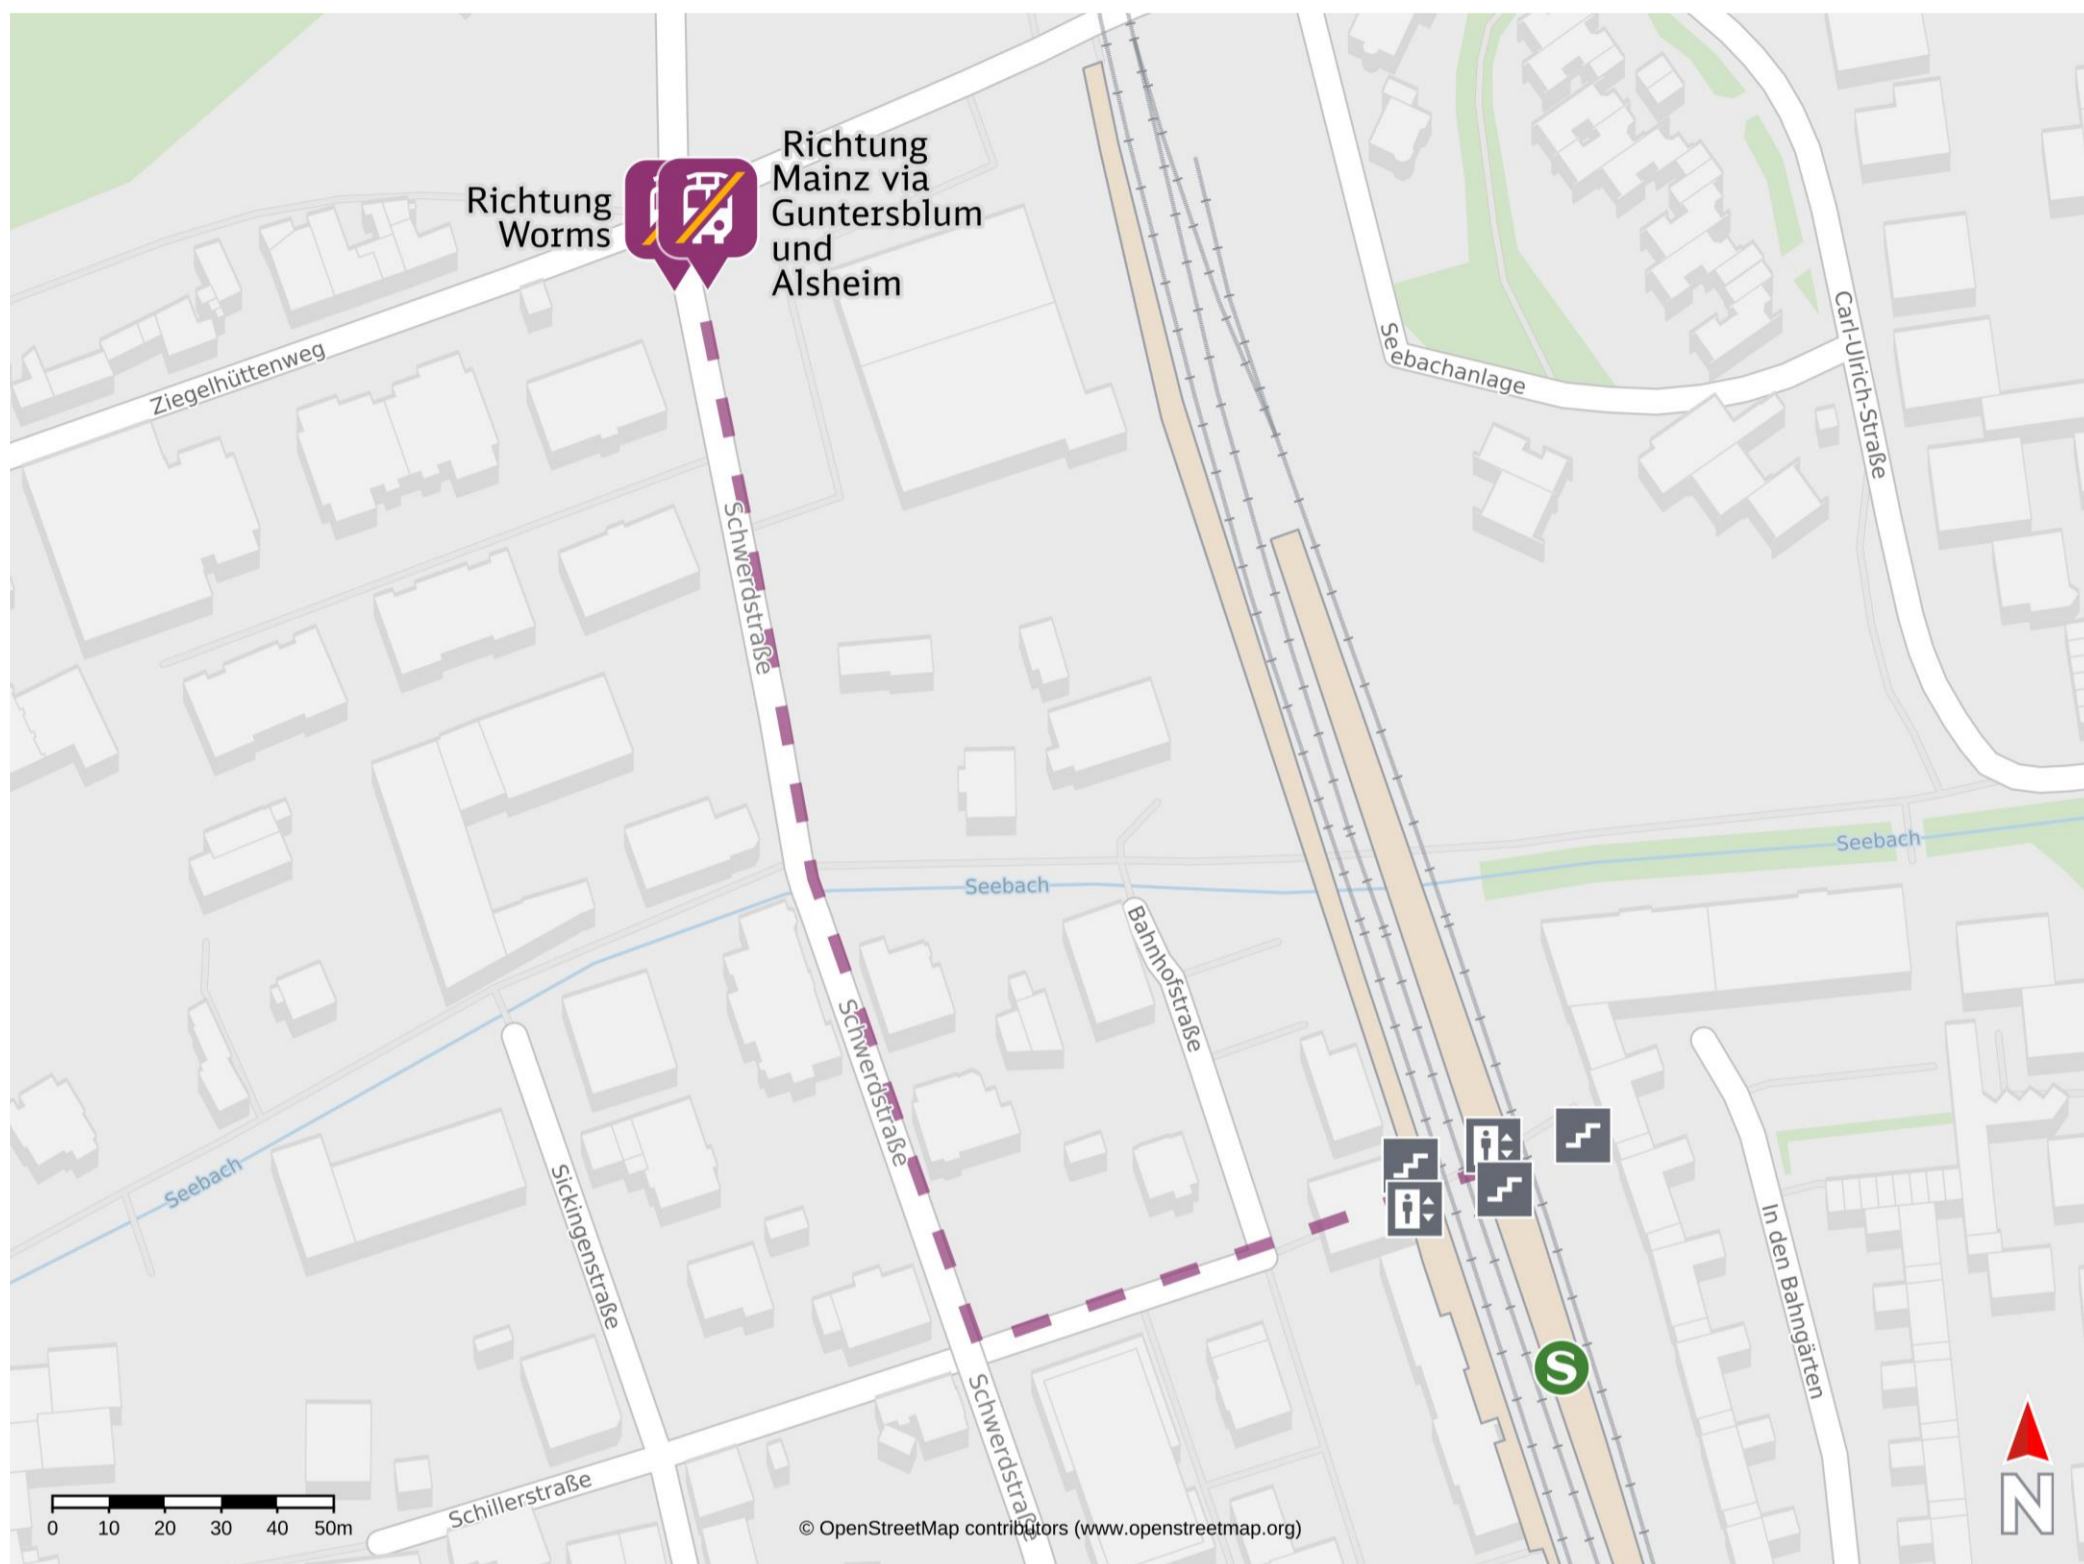 Richtung
Worms
Richtung
Mainz via
Guntersblum
und
Alsheim
Ziegelhüttenweg
Seebachanlage
Carl-Ulrich-Straße
Schwerdstraße
Seebach
Seebach
Bahnhofstraße
Schwerdstraße
Seebach
Sickingenstraße
In den Bahngärten
S
Schwerdstraße
Schillerstraße
0 10 20 30 40 50m
© OpenStreetMap contributors (www.openstreetmap.org)
N